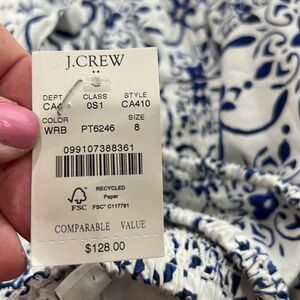 J.CREW
DEPT CLASS STYLE
0S1 CA410
COLOR SIZE
WRB PT6246 8
099107388361
RECYCLED
Paper
FSC FSC® C117781
COMPARABLE VALUE
$128.00